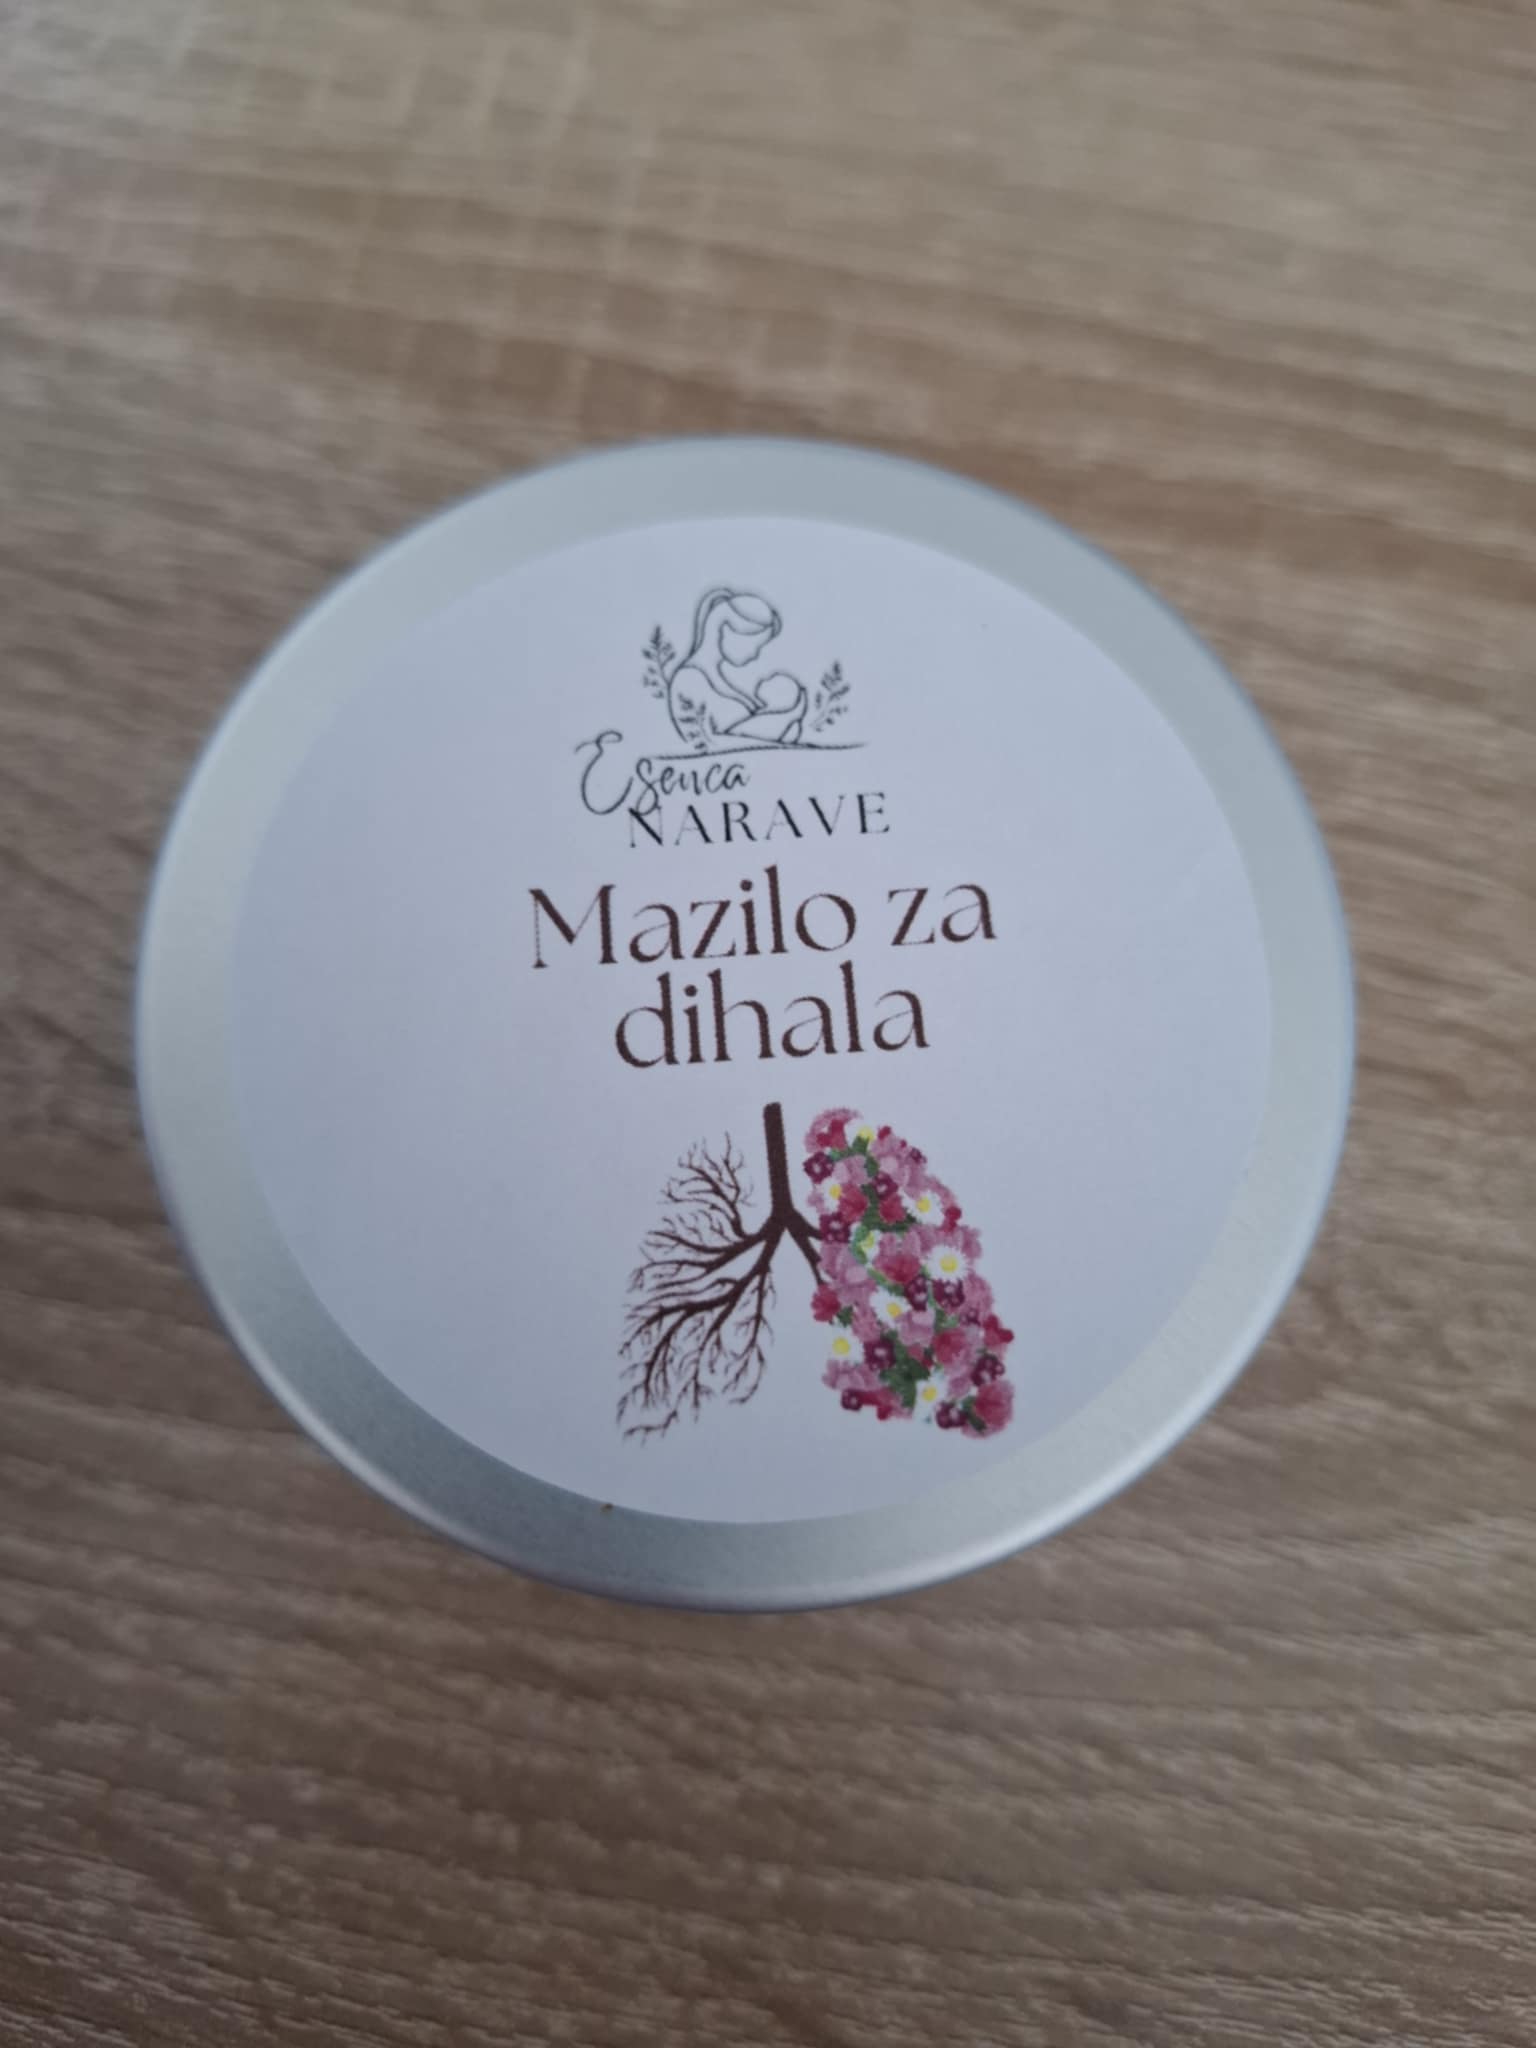 Esenca
NARAVE
Mazilo za
dihala